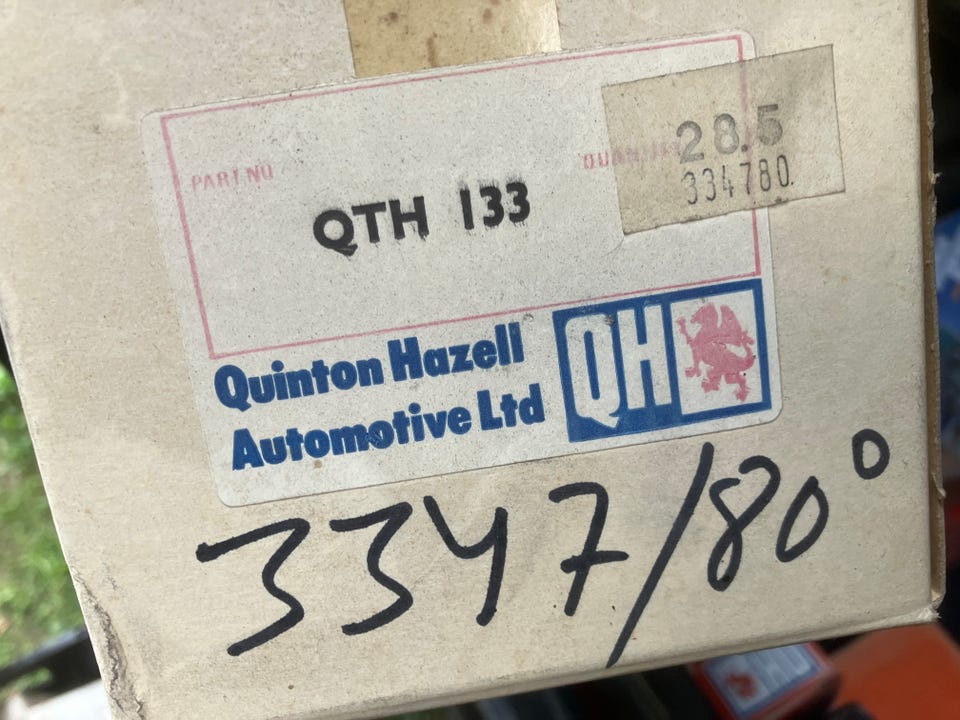 PART NO
QUANTITY
28.5
334780.
QTH 133
Quinton Hazell
Automotive Ltd
QH
3347/80°